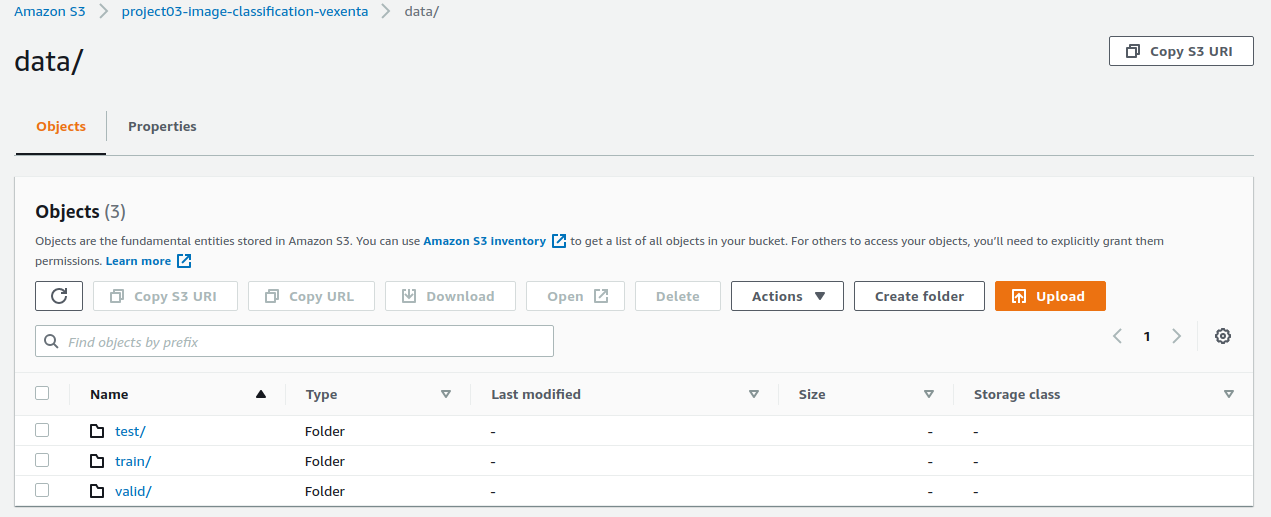 Amazon S3 > project03-image-classification-vexenta > data/
data/
Copy S3 URI
Objects Properties
Objects (3)
Objects are the fundamental entities stored in Amazon S3. You can use Amazon S3 inventory to get a list of all objects in your bucket. For others to access your objects, you'll need to explicitly grant them
permissions. Learn more
Copy S3 URI Copy URL Download Open Delete Actions Create folder Upload
Find objects by prefix
1
Name Type Last modified Size Storage class
test/ Folder - - -
train/ Folder - - -
valid/ Folder - - -